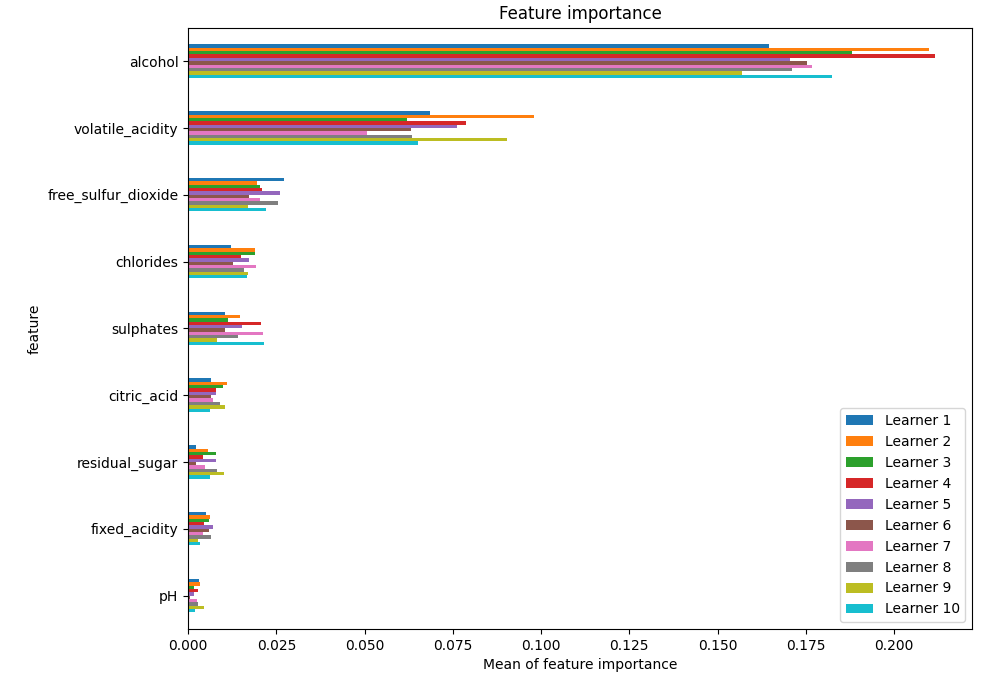 Feature importance
alcohol
volatile_acidity
free_sulfur_dioxide
chlorides
sulphates
citric_acid
residual_sugar
fixed_acidity
pH
feature
0.000 0.025 0.050 0.075 0.100 0.125 0.150 0.175 0.200
Mean of feature importance
Learner 1
Learner 2
Learner 3
Learner 4
Learner 5
Learner 6
Learner 7
Learner 8
Learner 9
Learner 10